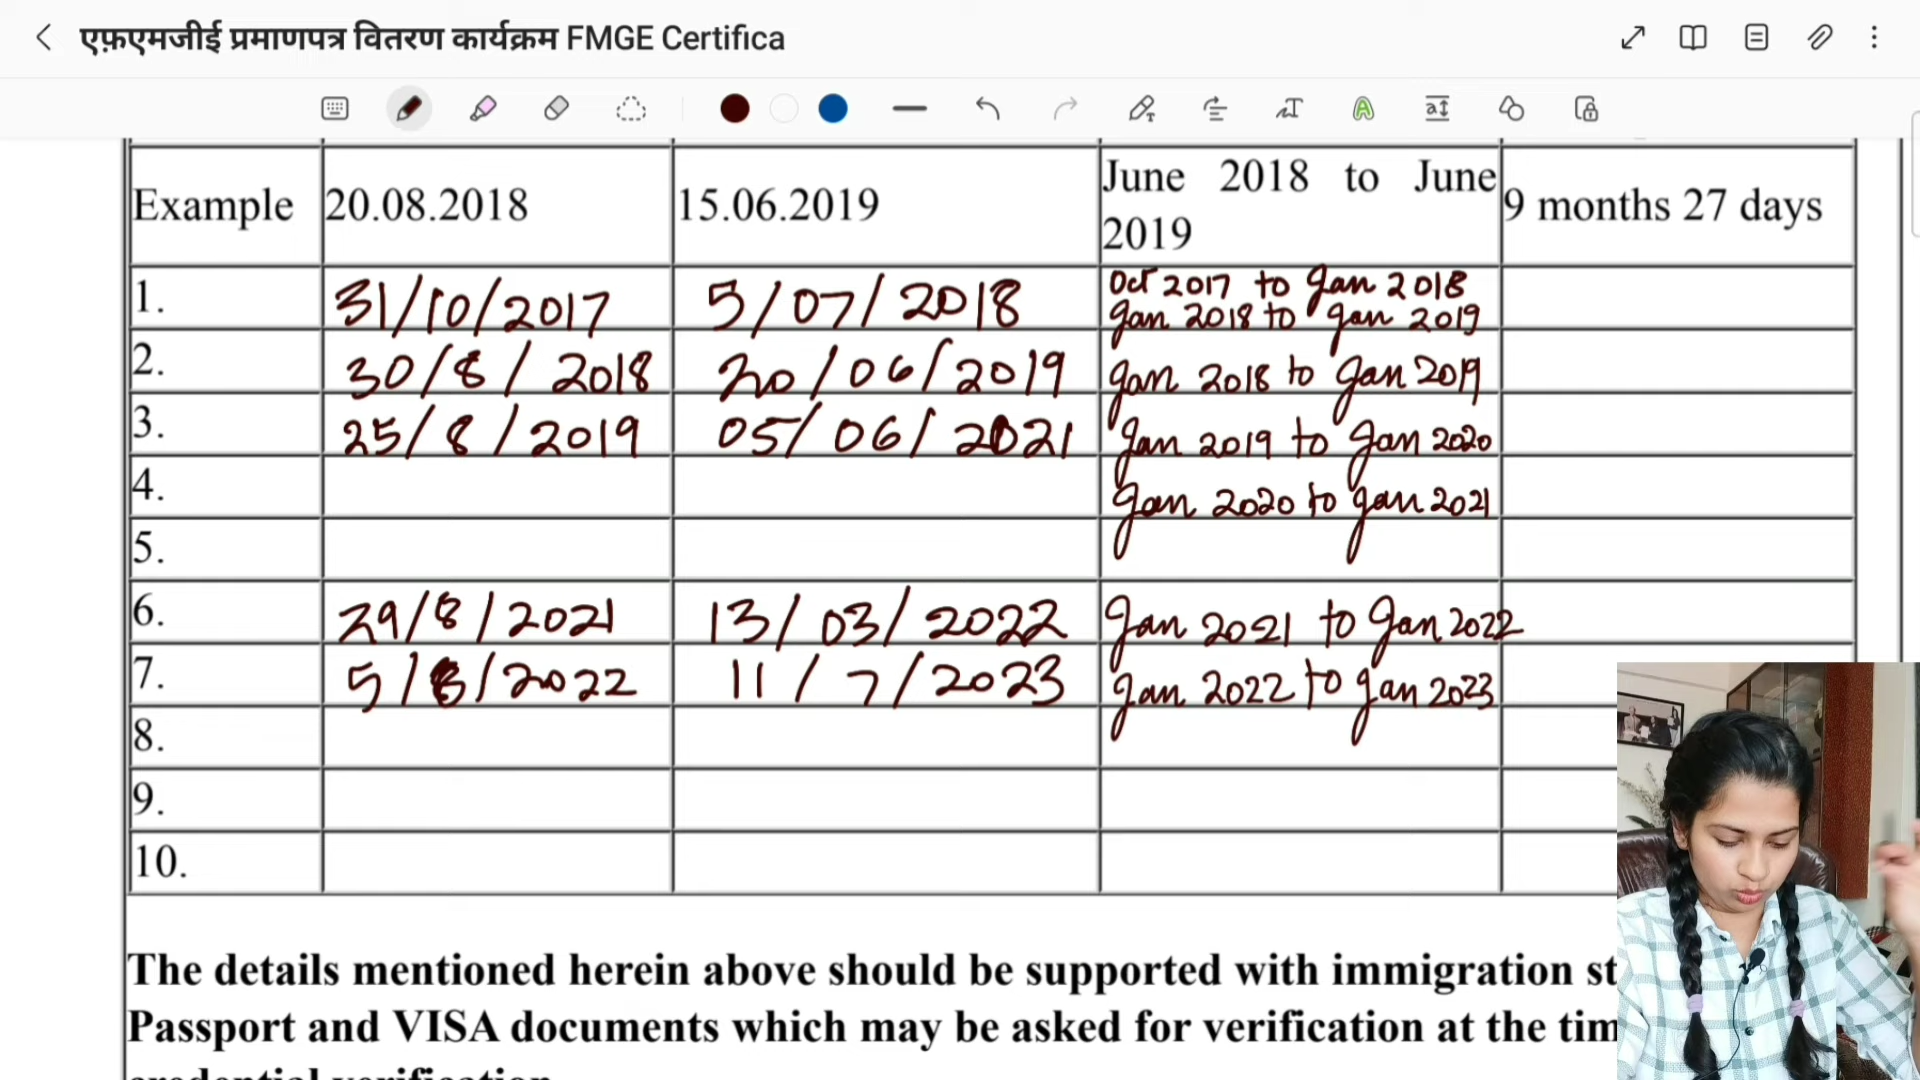 एफ़एमजीई प्रमाणपत्र वितरण कार्यक्रम FMGE Certifica
Example 20.08.2018 15.06.2019 June 2018 to June 2019 9 months 27 days
1. 31/10/2017 5/07/2018 Oct 2017 to Jan 2018
Jan 2018 to Jan 2019
2. 30/8/2018 20/06/2019 Jan 2018 to Jan 2019
3. 25/8/2019 05/06/2021 Jan 2019 to Jan 2020
4. Jan 2020 to Jan 2021
5.
6. 29/8/2021 13/03/2022 Jan 2021 to Jan 2022
7. 5/8/2022 11/7/2023 Jan 2022 to Jan 2023
8.
9.
10.
The details mentioned herein above should be supported with immigration st
Passport and VISA documents which may be asked for verification at the tim
credential verification